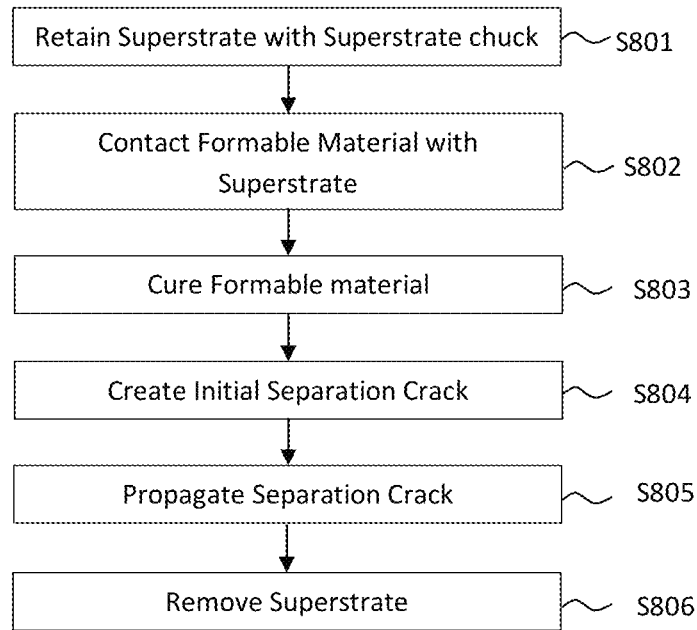 Retain Superstrate with Superstrate chuck
S801
Contact Formable Material with
Superstrate
S802
Cure Formable material
S803
Create Initial Separation Crack
S804
Propagate Separation Crack
S805
Remove Superstrate
S806